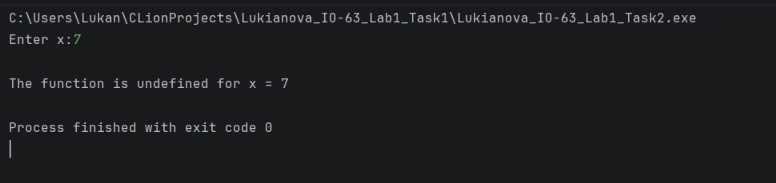 C:\Users\Lukan\CLionProjects\Lukianova_IO-63_Lab1_Task1\Lukianova_IO-63_Lab1_Task2.exe
Enter x:7
The function is undefined for x = 7
Process finished with exit code 0